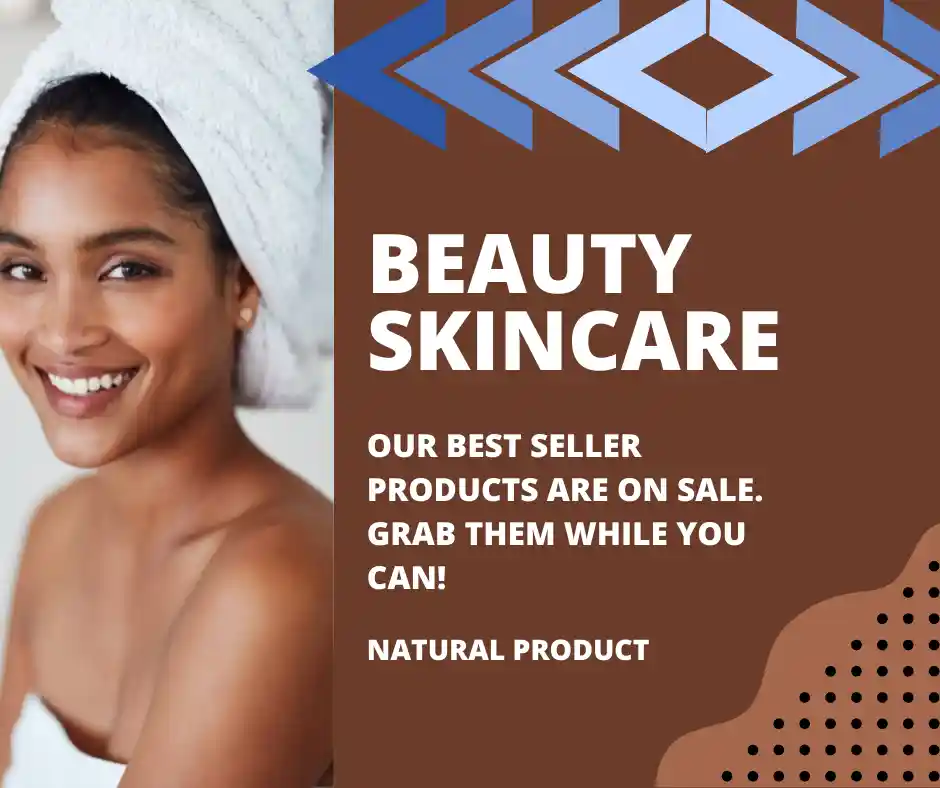 BEAUTY
SKINCARE
OUR BEST SELLER
PRODUCTS ARE ON SALE.
GRAB THEM WHILE YOU
CAN!
NATURAL PRODUCT